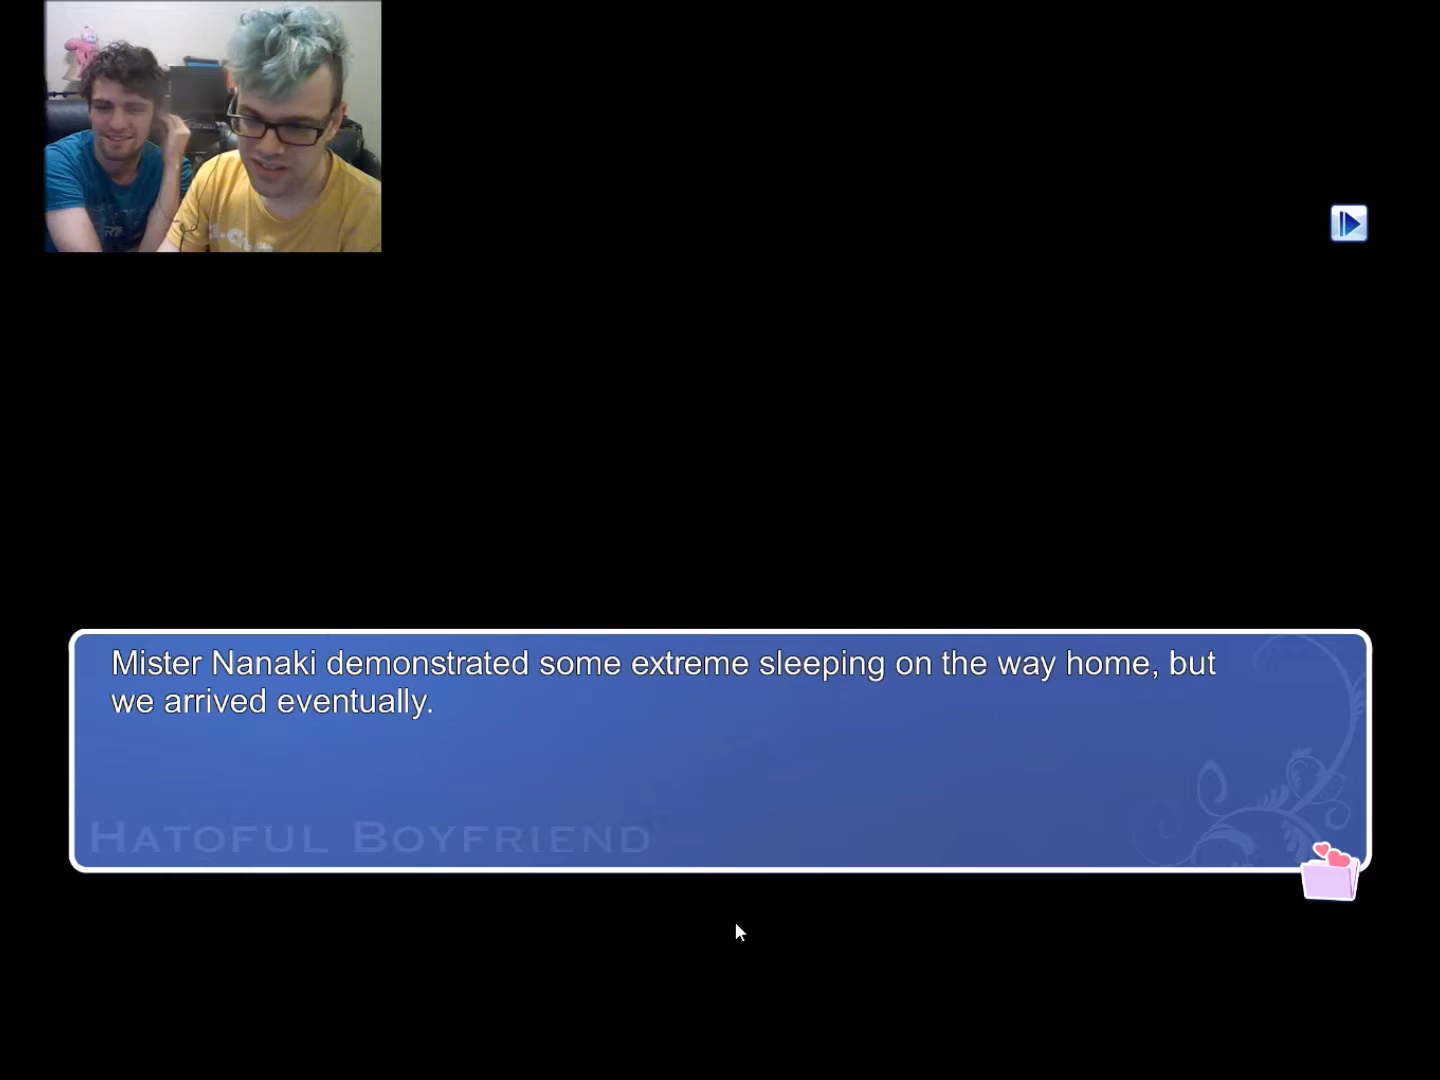 Mister Nanaki demonstrated some extreme sleeping on the way home, but
we arrived eventually.
HATOFUL BOYFRIEND